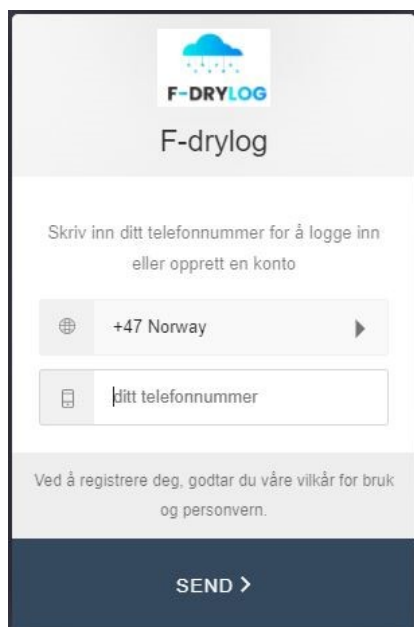 F-DRYLOG
F-drylog
Skriv inn ditt telefonnummer for å logge inn
eller opprett en konto
+47 Norway
ditt telefonnummer
Ved å registrere deg, godtar du våre vilkår for bruk
og personvern.
SEND >